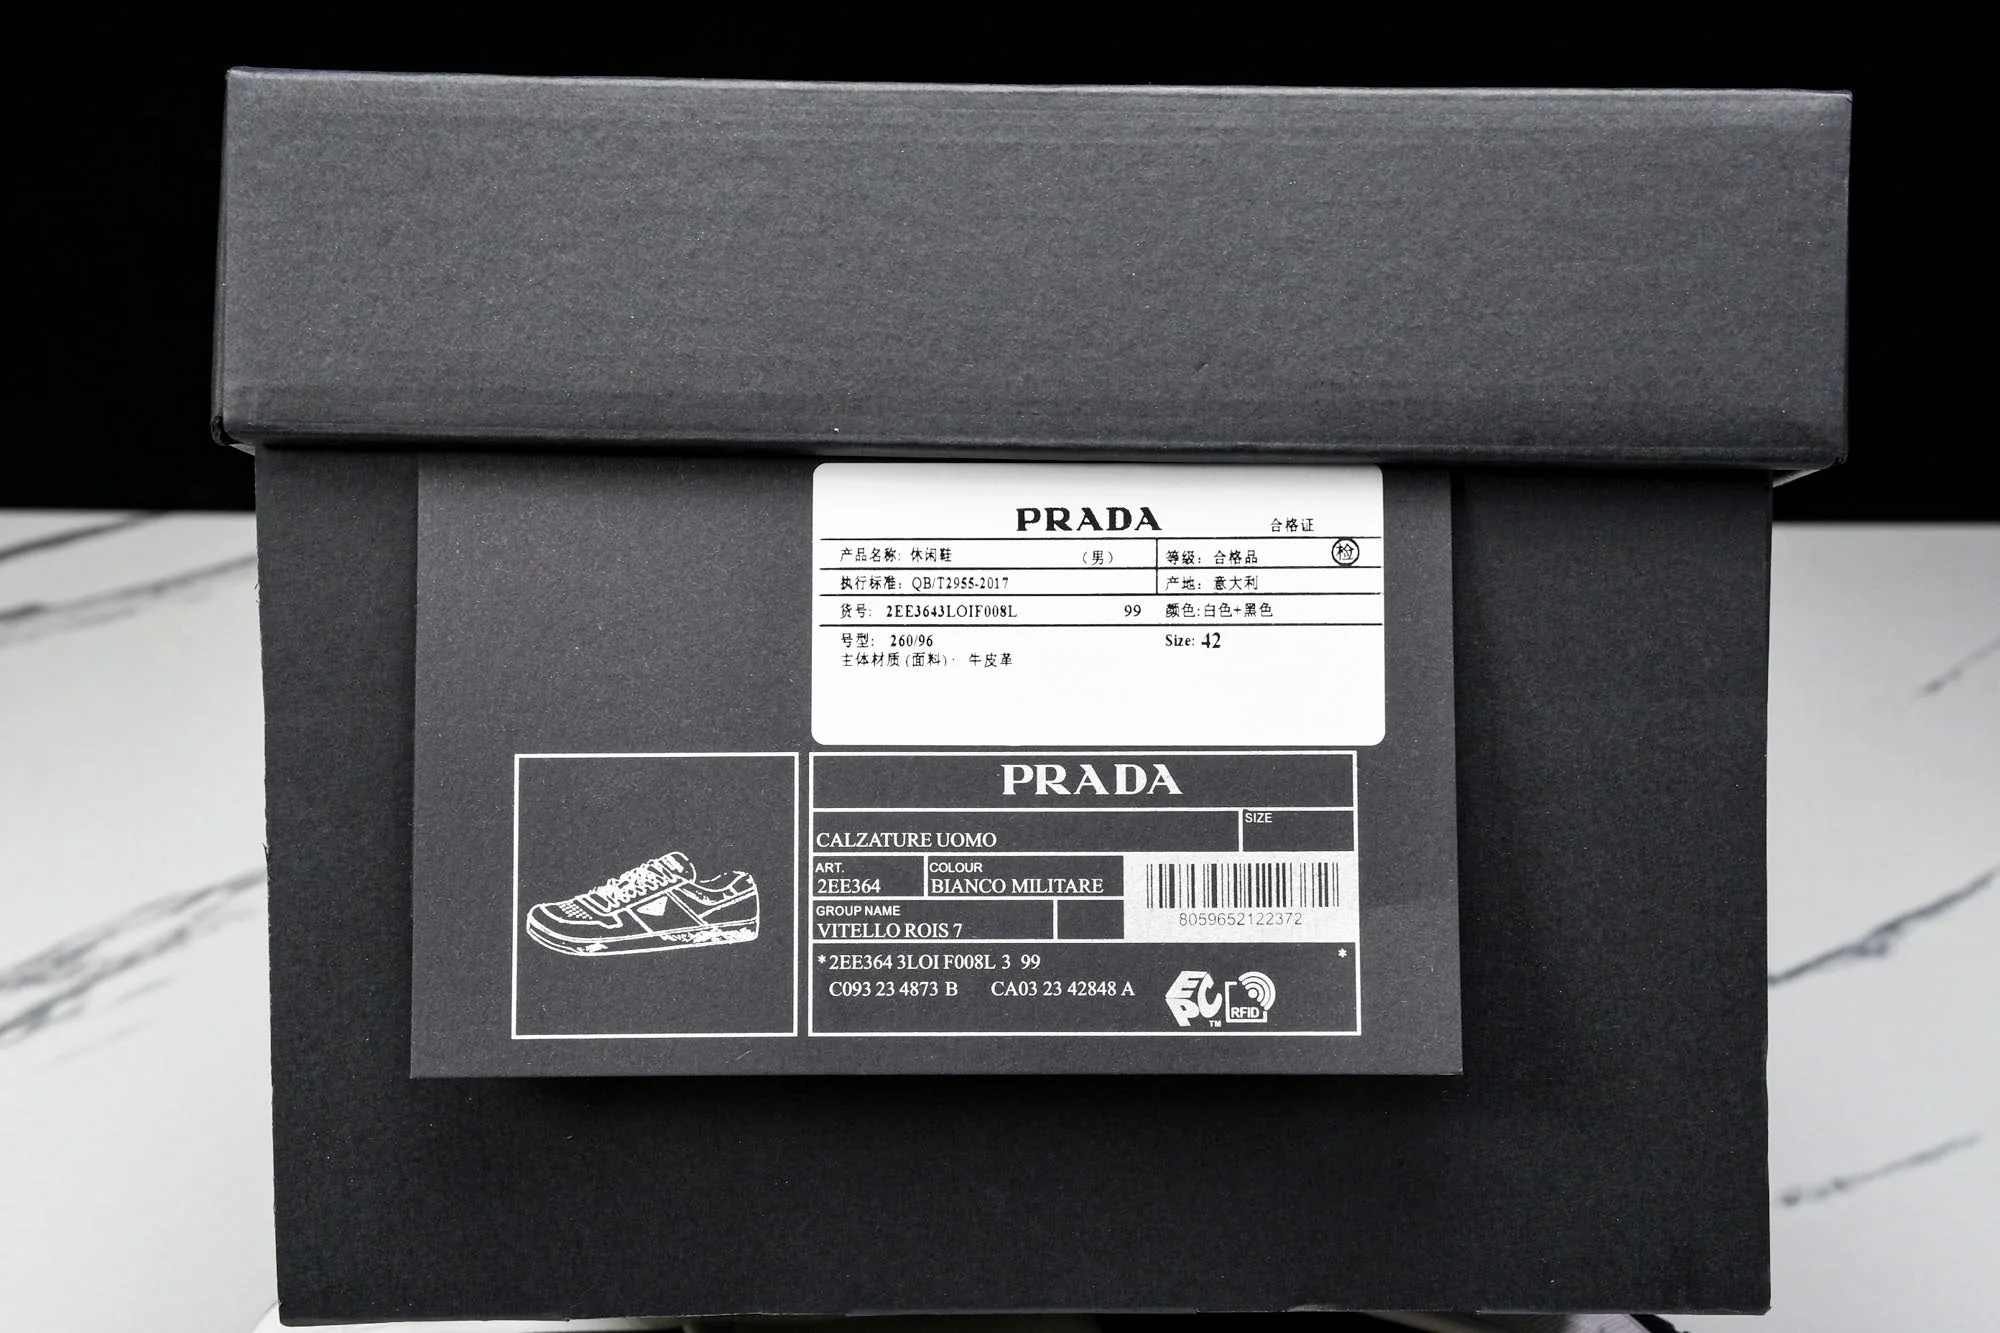 PRADA 合格证
产品名称: 休闲鞋 (男) 等级: 合格品 检
执行标准: QB/T2955-2017 产地: 意大利
货号: 2EE3643LOIF008L 99 颜色:白色+黑色
号型: 260/96 Size: 42
主体材质(面料)· 牛皮革
PRADA
CALZATURE UOMO SIZE
ART. COLOUR
2EE364 BIANCO MILITARE
8059652122372
GROUP NAME
VITELLO ROIS 7
*2EE364 3LOI F008L 3 99 *
C093 23 4873 B CA03 23 42848 A
EPC™ RFID